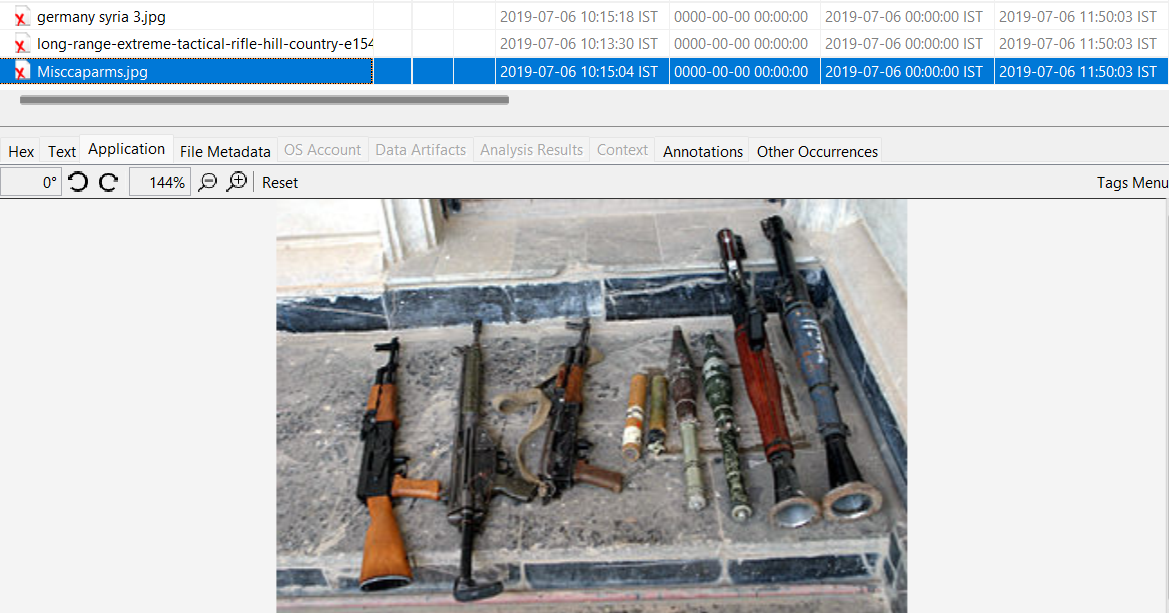 germany syria 3.jpg 2019-07-06 10:15:18 IST 0000-00-00 00:00:00 2019-07-06 00:00:00 IST 2019-07-06 11:50:03 IST
long-range-extreme-tactical-rifle-hill-country-e154 2019-07-06 10:13:30 IST 0000-00-00 00:00:00 2019-07-06 00:00:00 IST 2019-07-06 11:50:03 IST
Misccaparms.jpg 2019-07-06 10:15:04 IST 0000-00-00 00:00:00 2019-07-06 00:00:00 IST 2019-07-06 11:50:03 IST
Hex Text Application File Metadata OS Account Data Artifacts Analysis Results Context Annotations Other Occurrences
0° 144% Reset Tags Menu